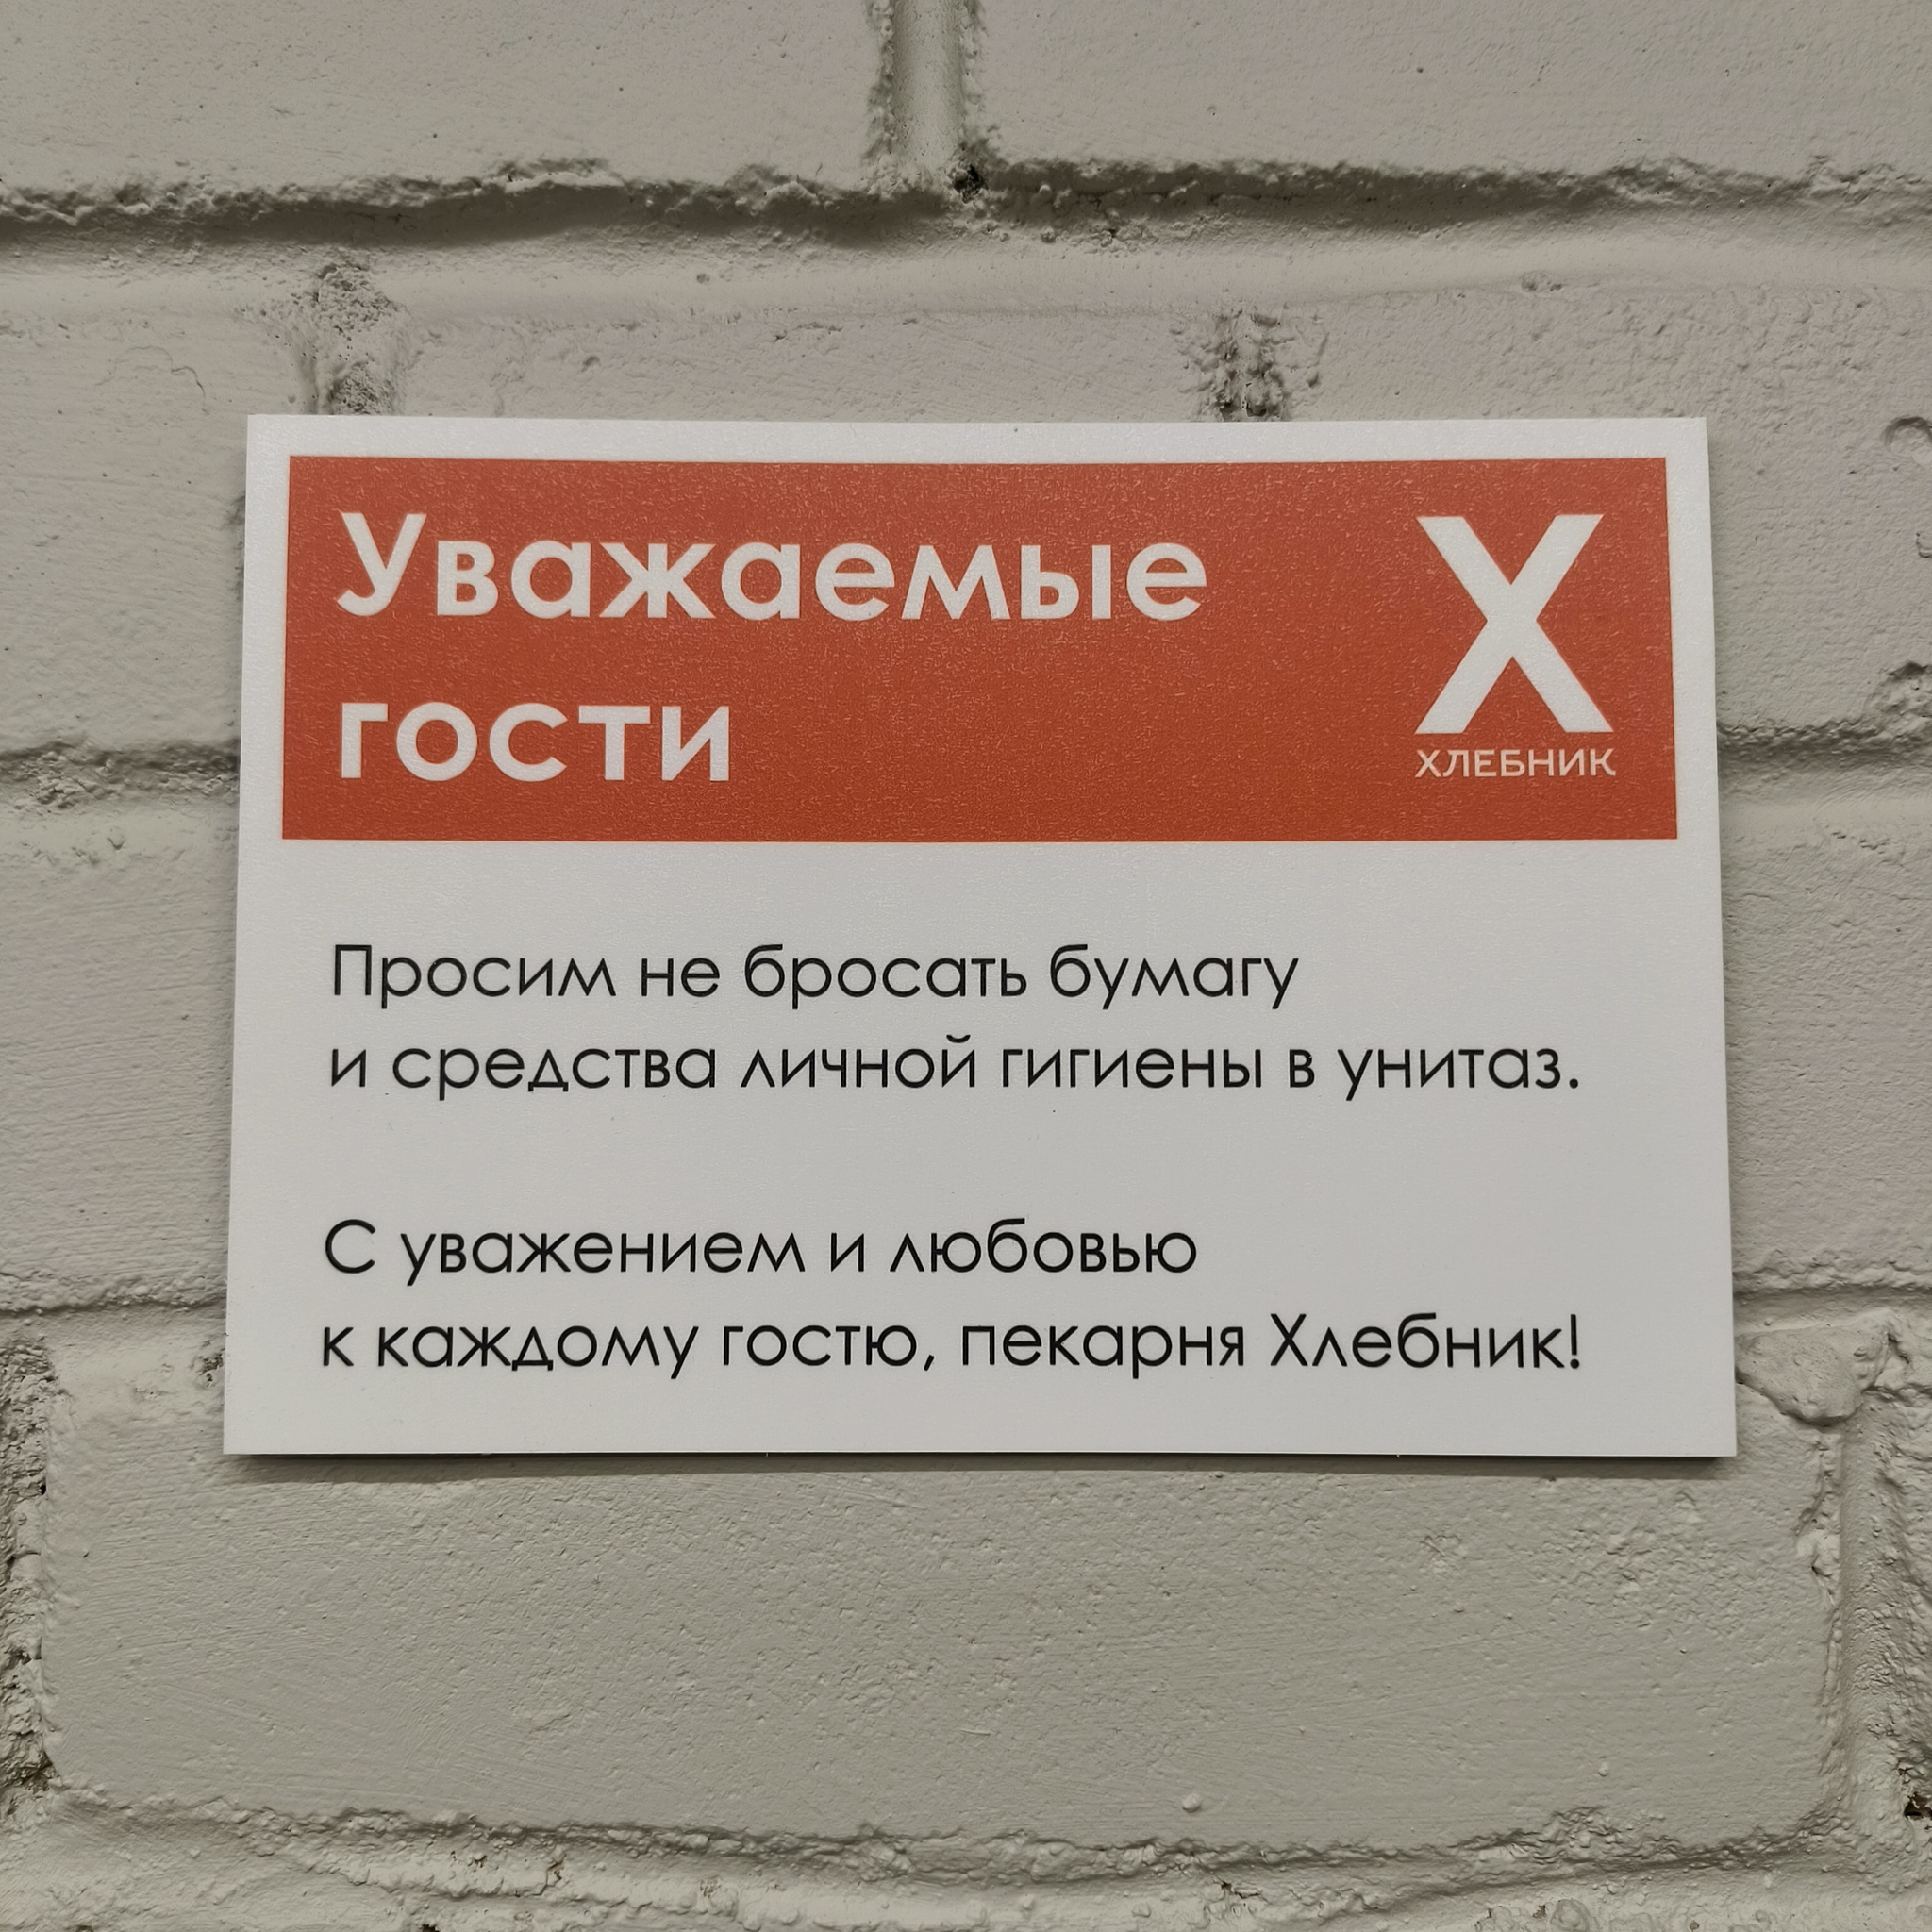 Уважаемые
гости
Х
ХЛЕБНИК
Просим не бросать бумагу
и средства личной гигиены в унитаз.
С уважением и любовью
к каждому гостю, пекарня Хлебник!